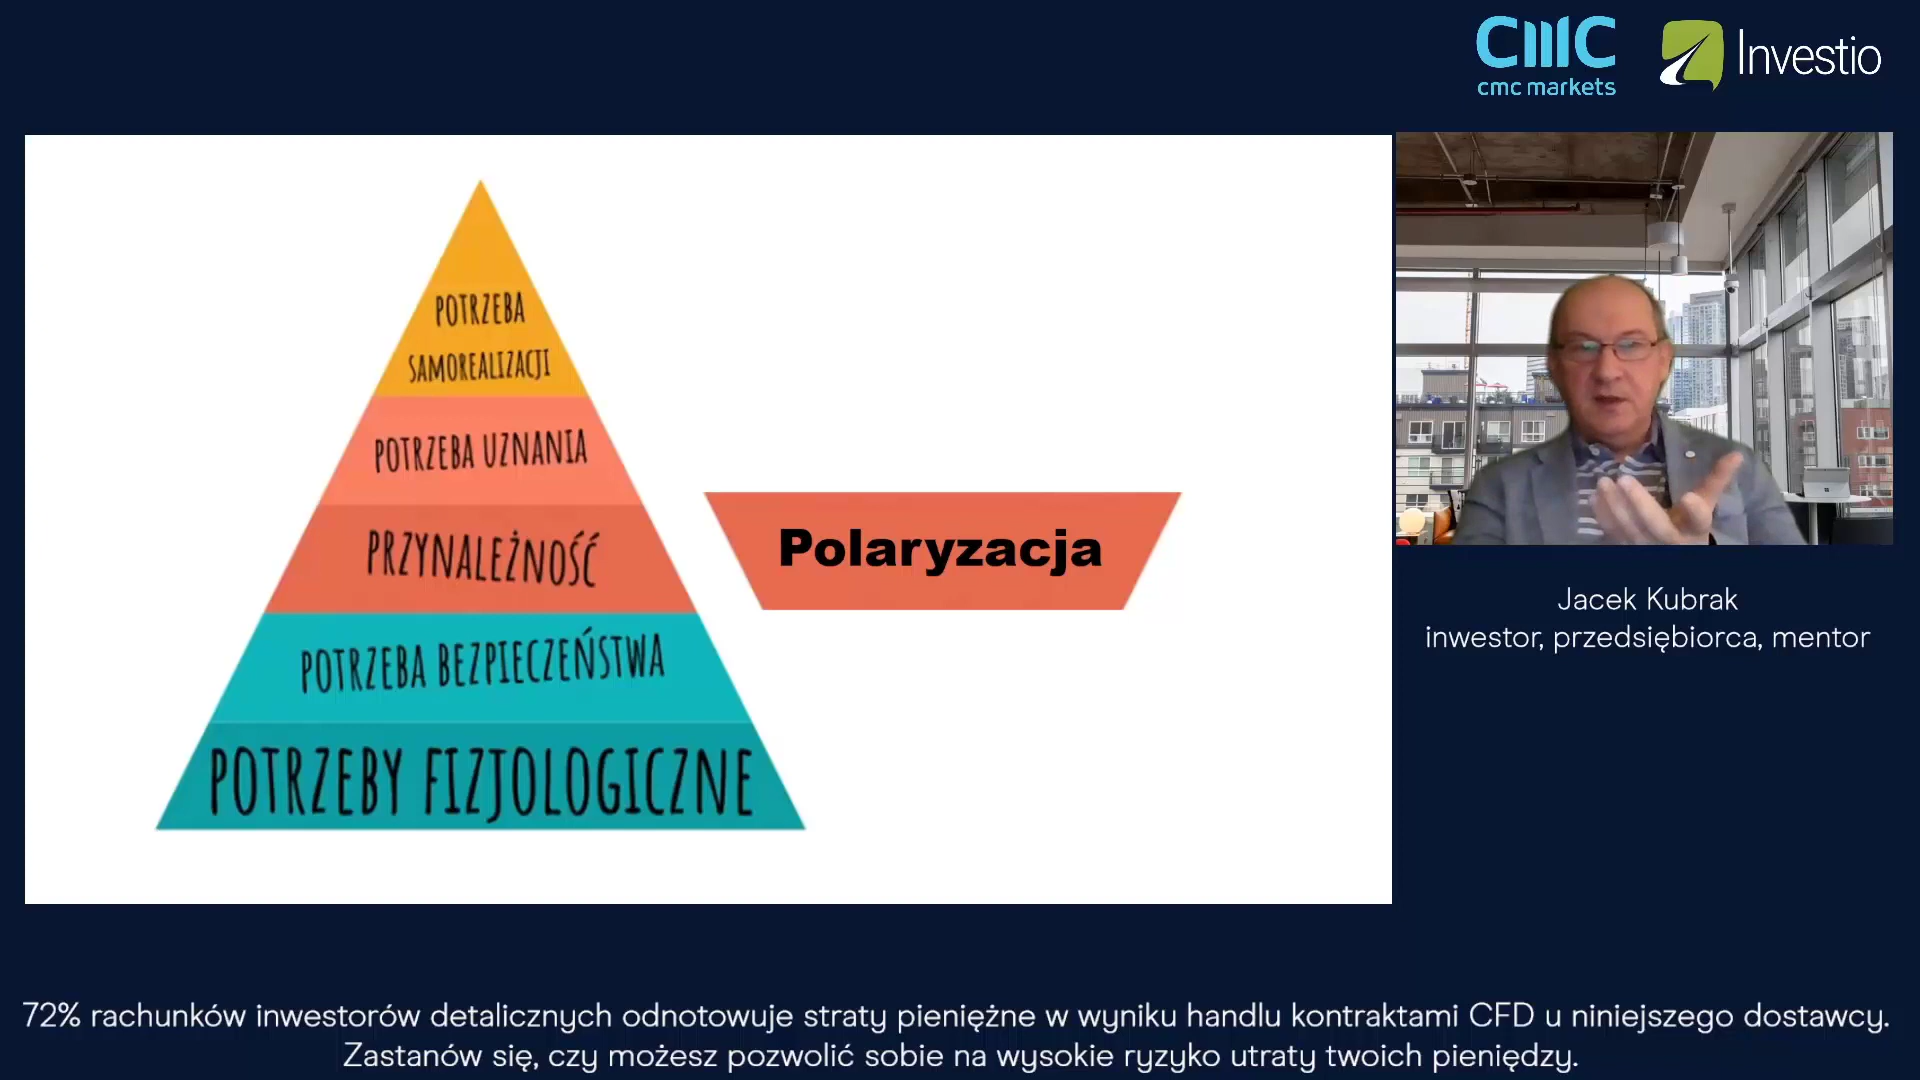 CMC
cmc markets
Investio
POTRZEBA
SAMOREALIZACJI
POTRZEBA UZNANIA
PRZYNALEŻNOŚĆ
POTRZEBA BEZPIECZEŃSTWA
POTRZEBY FIZJOLOGICZNE
Polaryzacja
Jacek Kubrak
inwestor, przedsiębiorca, mentor
72% rachunków inwestorów detalicznych odnotowuje straty pieniężne w wyniku handlu kontraktami CFD u niniejszego dostawcy.
Zastanów się, czy możesz pozwolić sobie na wysokie ryzyko utraty twoich pieniędzy.